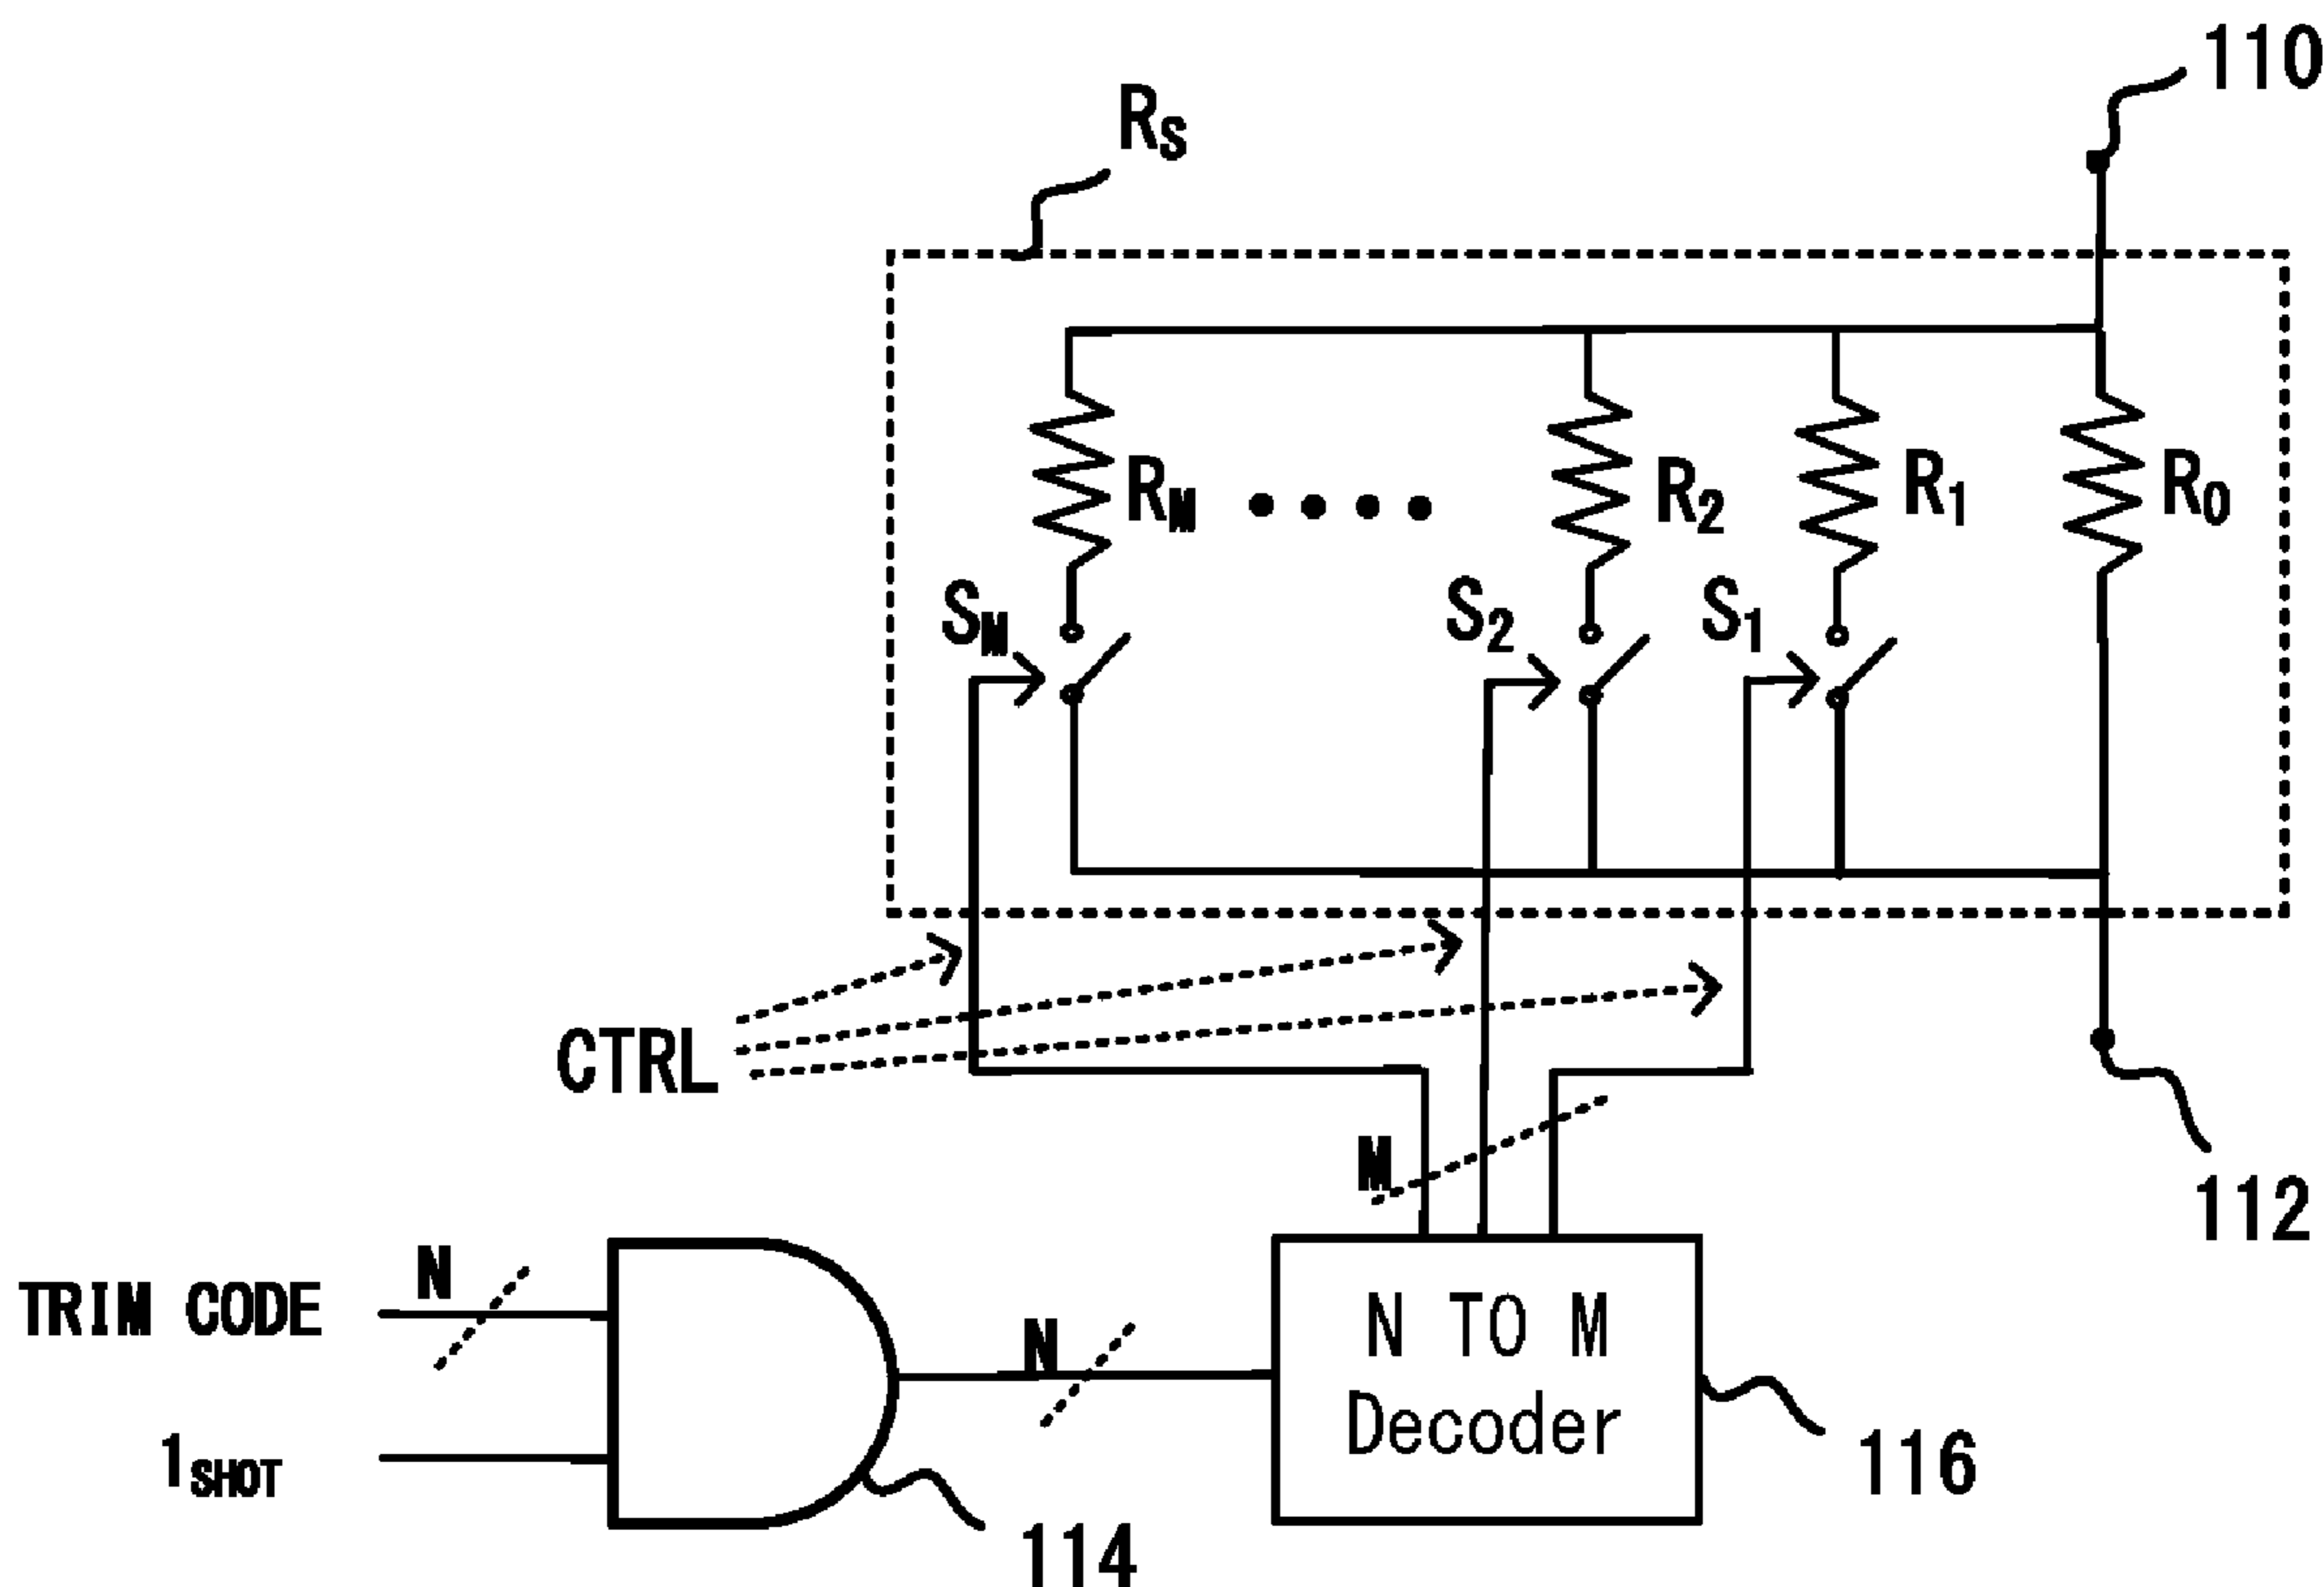 110
RS
RM
R2
R1
R0
SM
S2
S1
CTRL
M
112
TRIM CODE
N
N
N TO M
Decoder
1SHOT
116
114